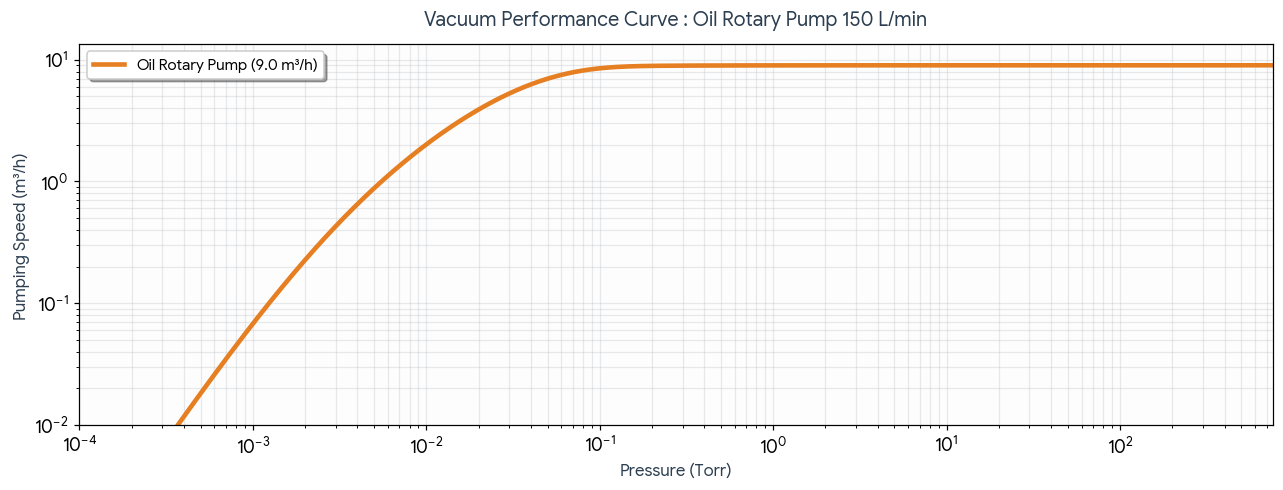 Vacuum Performance Curve : Oil Rotary Pump 150 L/min
Oil Rotary Pump (9.0 m³/h)
Pumping Speed (m³/h)
10¹
10⁰
10⁻¹
10⁻²
10⁻⁴ 10⁻³ 10⁻² 10⁻¹ 10⁰ 10¹ 10²
Pressure (Torr)